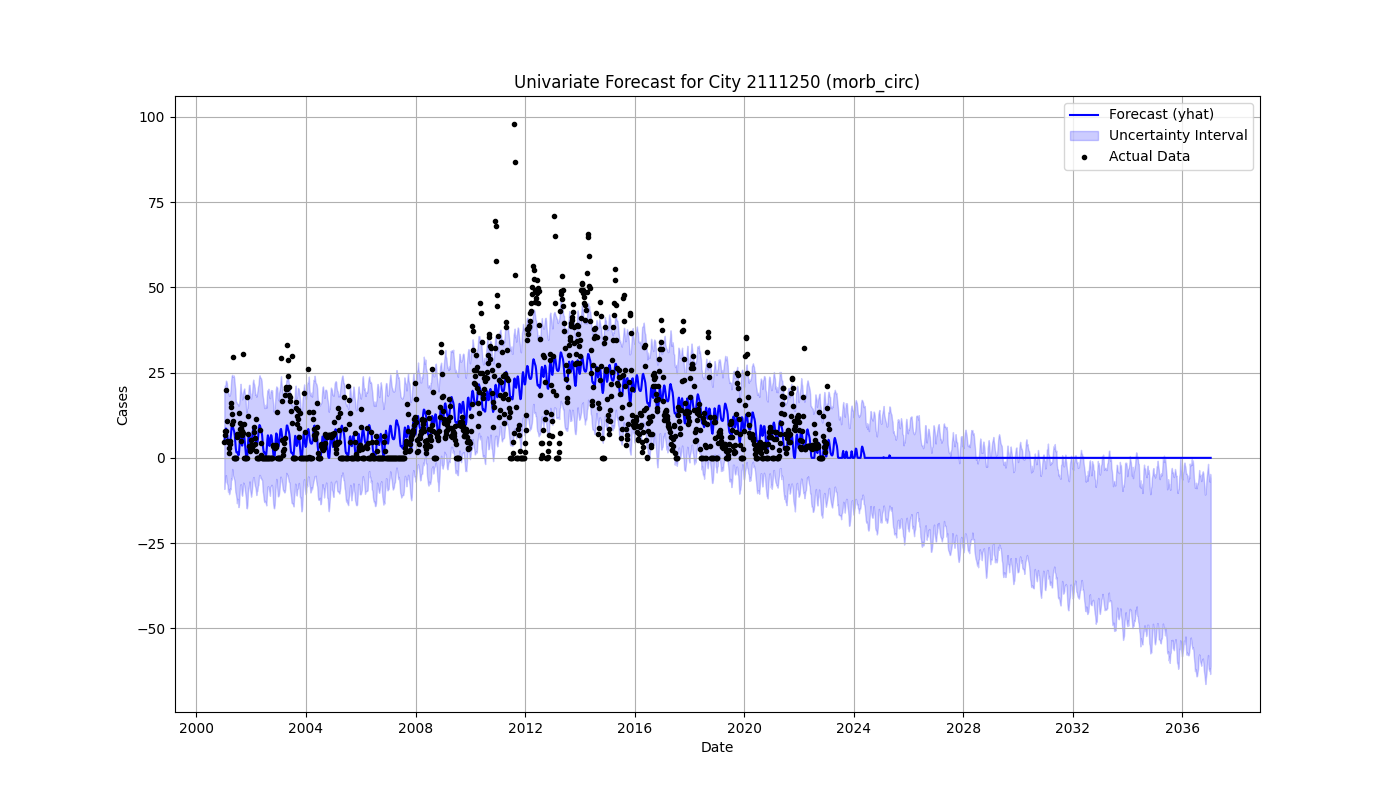 Univariate Forecast for City 2111250 (morb_circ)
Forecast (yhat)
Uncertainty Interval
Actual Data
Cases
100
75
50
25
0
−25
−50
2000 2004 2008 2012 2016 2020 2024 2028 2032 2036
Date